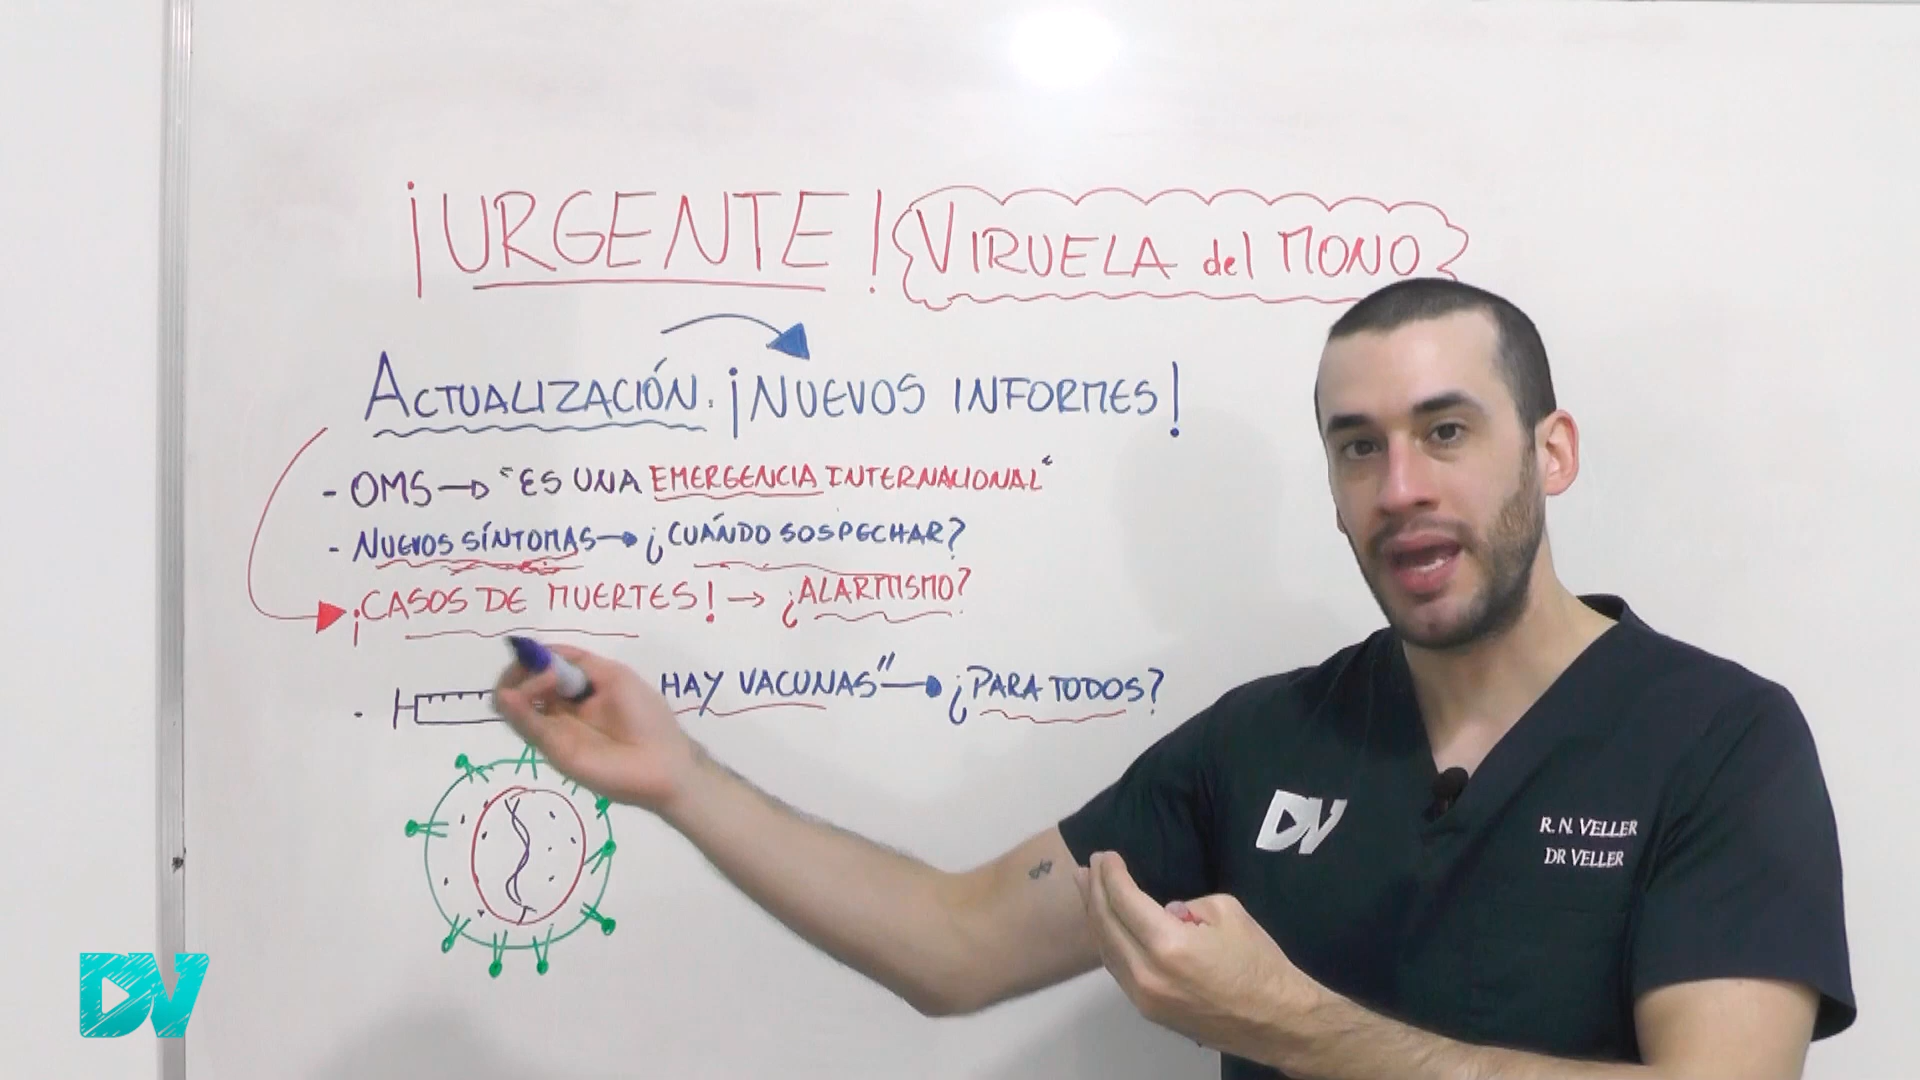 ¡URGENTE! VIRUELA del MONO
ACTUALIZACIÓN: ¡NUEVOS INFORMES!
- OMS → "ES UNA EMERGENCIA INTERNACIONAL"
- NUEVOS SÍNTOMAS → ¿CUÁNDO SOSPECHAR?
¡CASOS DE MUERTES! → ¿ALARMISMO?
- HAY VACUNAS" → ¿PARA TODOS?
DV
R. N. VELLER
DR VELLER
DV